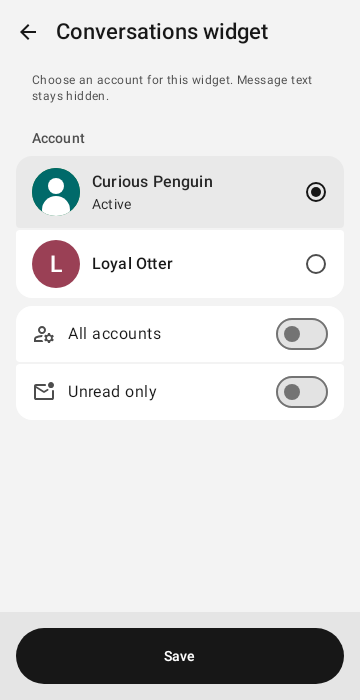 Conversations widget
Choose an account for this widget. Message text
stays hidden.
Account
Curious Penguin
Active
L
Loyal Otter
All accounts
Unread only
Save